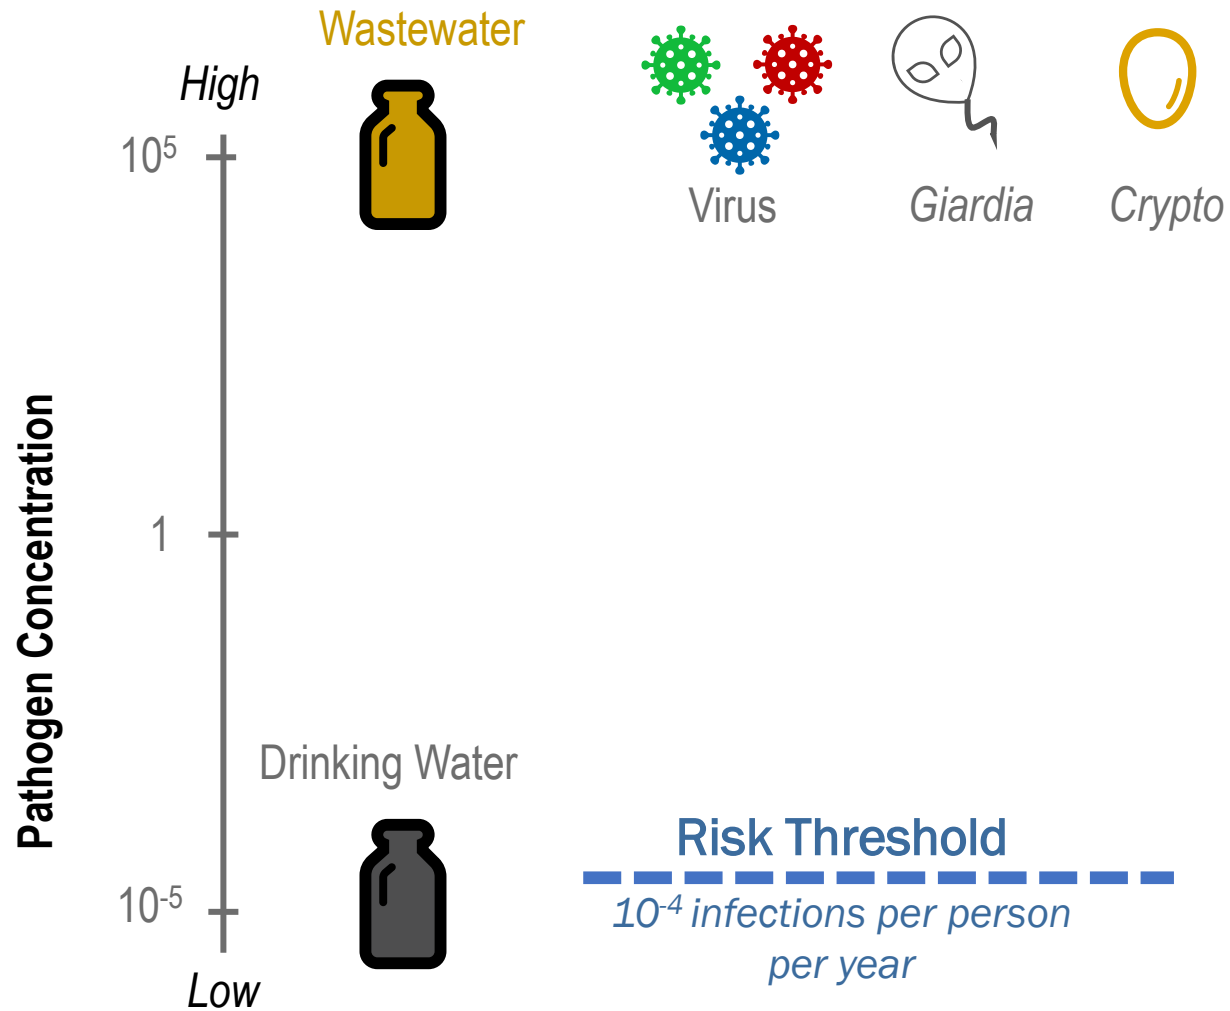 Wastewater
High
10⁵
Virus
Giardia
Crypto
Pathogen Concentration
1
Drinking Water
Risk Threshold
10⁻⁵
10⁻⁴ infections per person
per year
Low